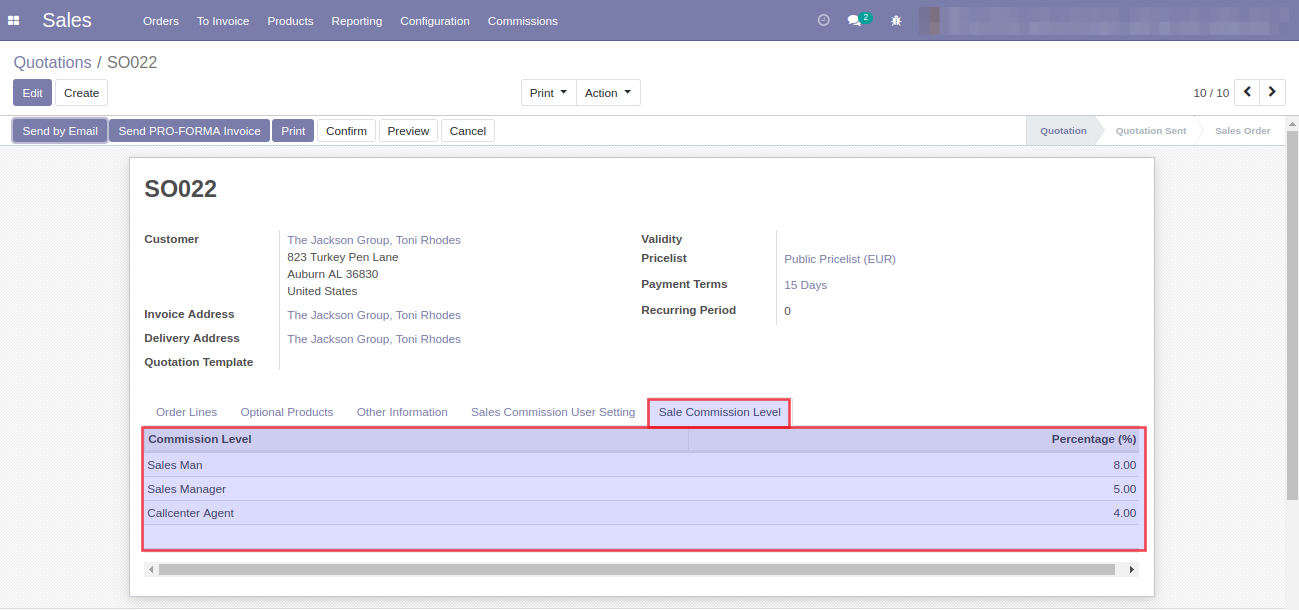 Sales Orders To Invoice Products Reporting Configuration Commissions 2
Quotations / SO022
Edit Create Print Action 10 / 10
Send by Email Send PRO-FORMA Invoice Print Confirm Preview Cancel Quotation Quotation Sent Sales Order
SO022
Customer The Jackson Group, Toni Rhodes
823 Turkey Pen Lane
Auburn AL 36830
United States
Invoice Address The Jackson Group, Toni Rhodes
Delivery Address The Jackson Group, Toni Rhodes
Quotation Template
Validity
Pricelist Public Pricelist (EUR)
Payment Terms 15 Days
Recurring Period 0
Order Lines Optional Products Other Information Sales Commission User Setting Sale Commission Level
Commission Level Percentage (%)
Sales Man 8.00
Sales Manager 5.00
Callcenter Agent 4.00